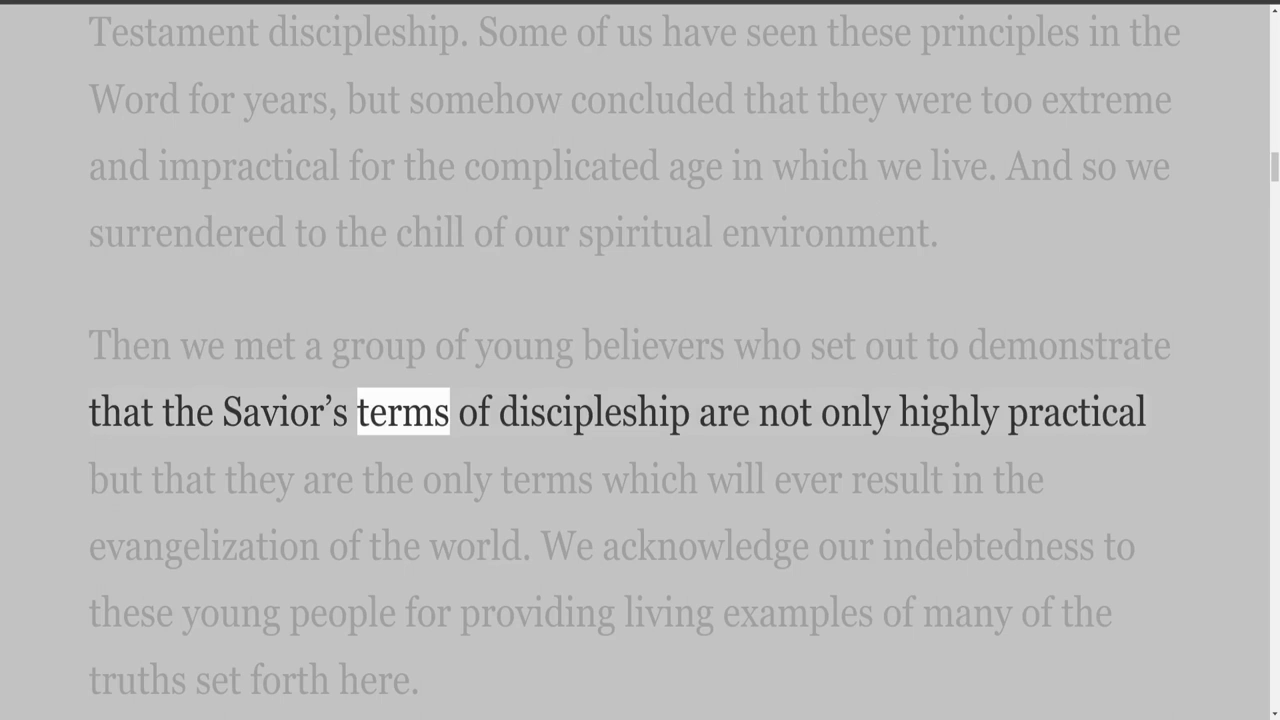 Testament discipleship. Some of us have seen these principles in the
Word for years, but somehow concluded that they were too extreme
and impractical for the complicated age in which we live. And so we
surrendered to the chill of our spiritual environment.
Then we met a group of young believers who set out to demonstrate
that the Savior’s terms of discipleship are not only highly practical
but that they are the only terms which will ever result in the
evangelization of the world. We acknowledge our indebtedness to
these young people for providing living examples of many of the
truths set forth here.